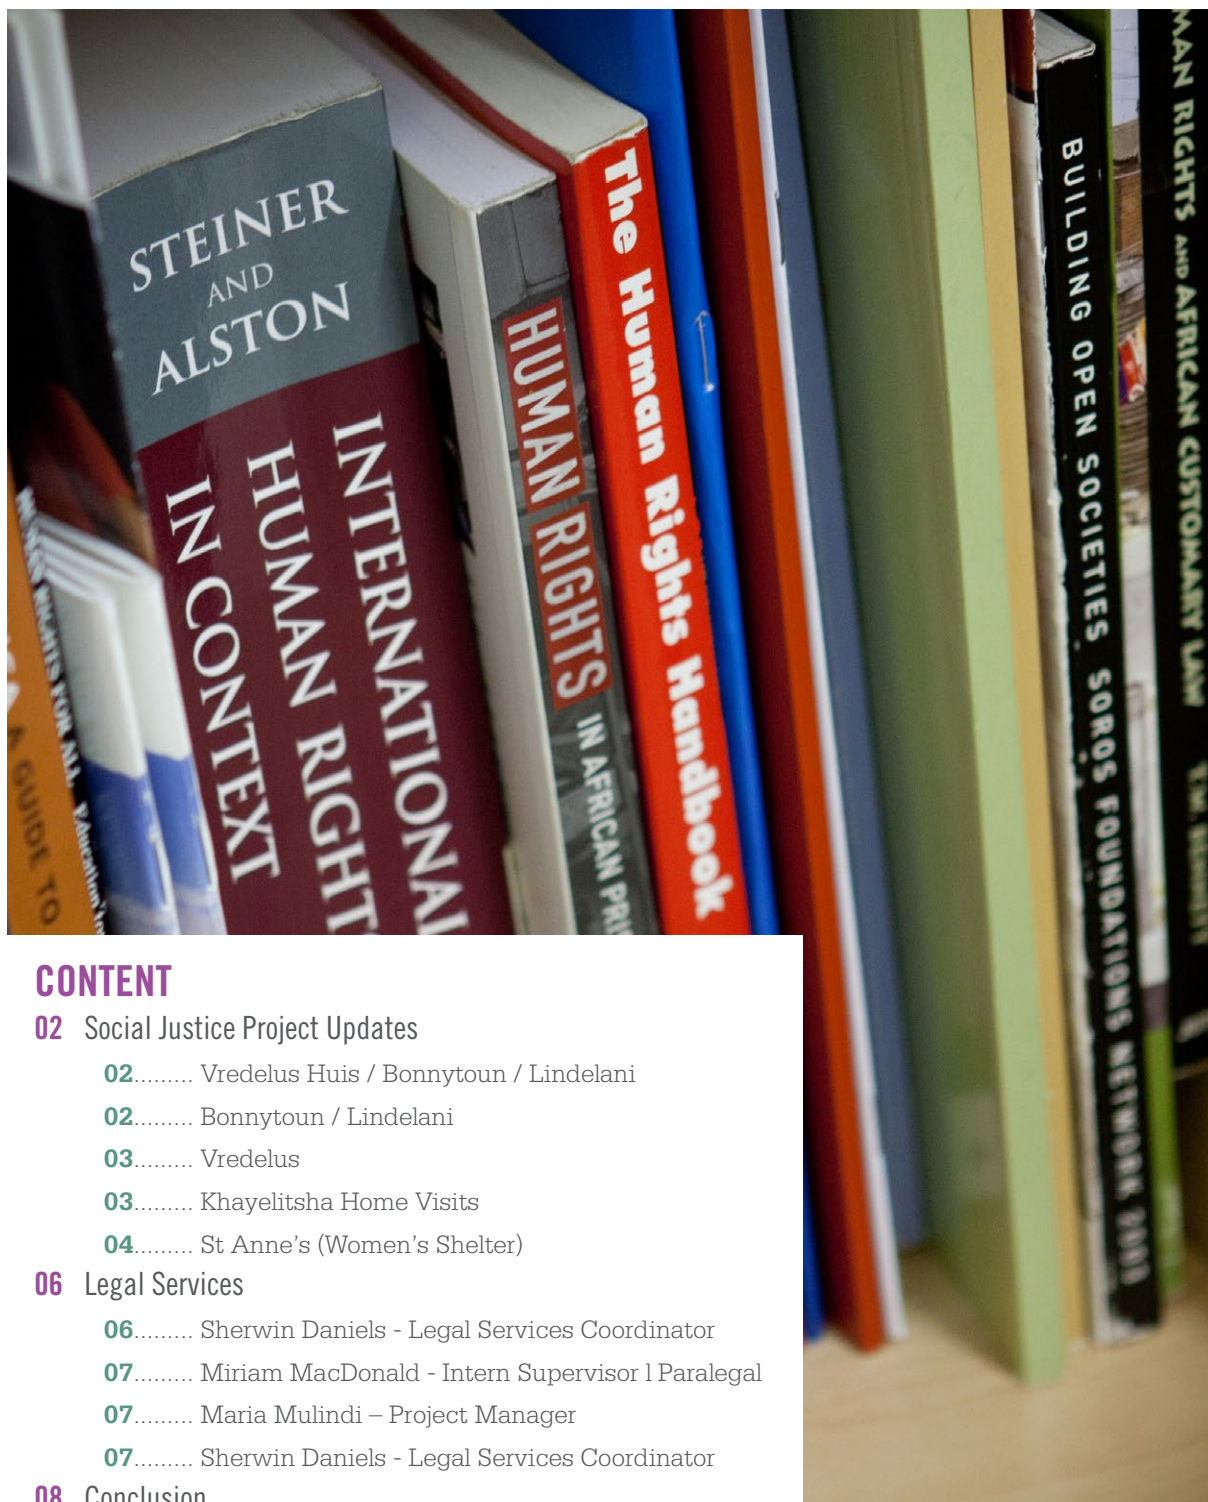 STEINER
AND
ALSTON
INTERNATIONAL
HUMAN RIGHTS
IN CONTEXT
HUMAN RIGHTS IN AFRICAN
The Human Rights Handbook
BUILDING OPEN SOCIETIES SOROS FOUNDATIONS NETWORK
RIGHTS AND AFRICAN CUSTOMARY LAW
RIGHTS FOR ALL
A GUIDE TO
CONTENT
02 Social Justice Project Updates
02......... Vredelus Huis / Bonnytoun / Lindelani
02......... Bonnytoun / Lindelani
03......... Vredelus
03......... Khayelitsha Home Visits
04......... St Anne’s (Women’s Shelter)
06 Legal Services
06......... Sherwin Daniels - Legal Services Coordinator
07......... Miriam MacDonald - Intern Supervisor l Paralegal
07......... Maria Mulindi – Project Manager
07......... Sherwin Daniels - Legal Services Coordinator
08 Conclusion